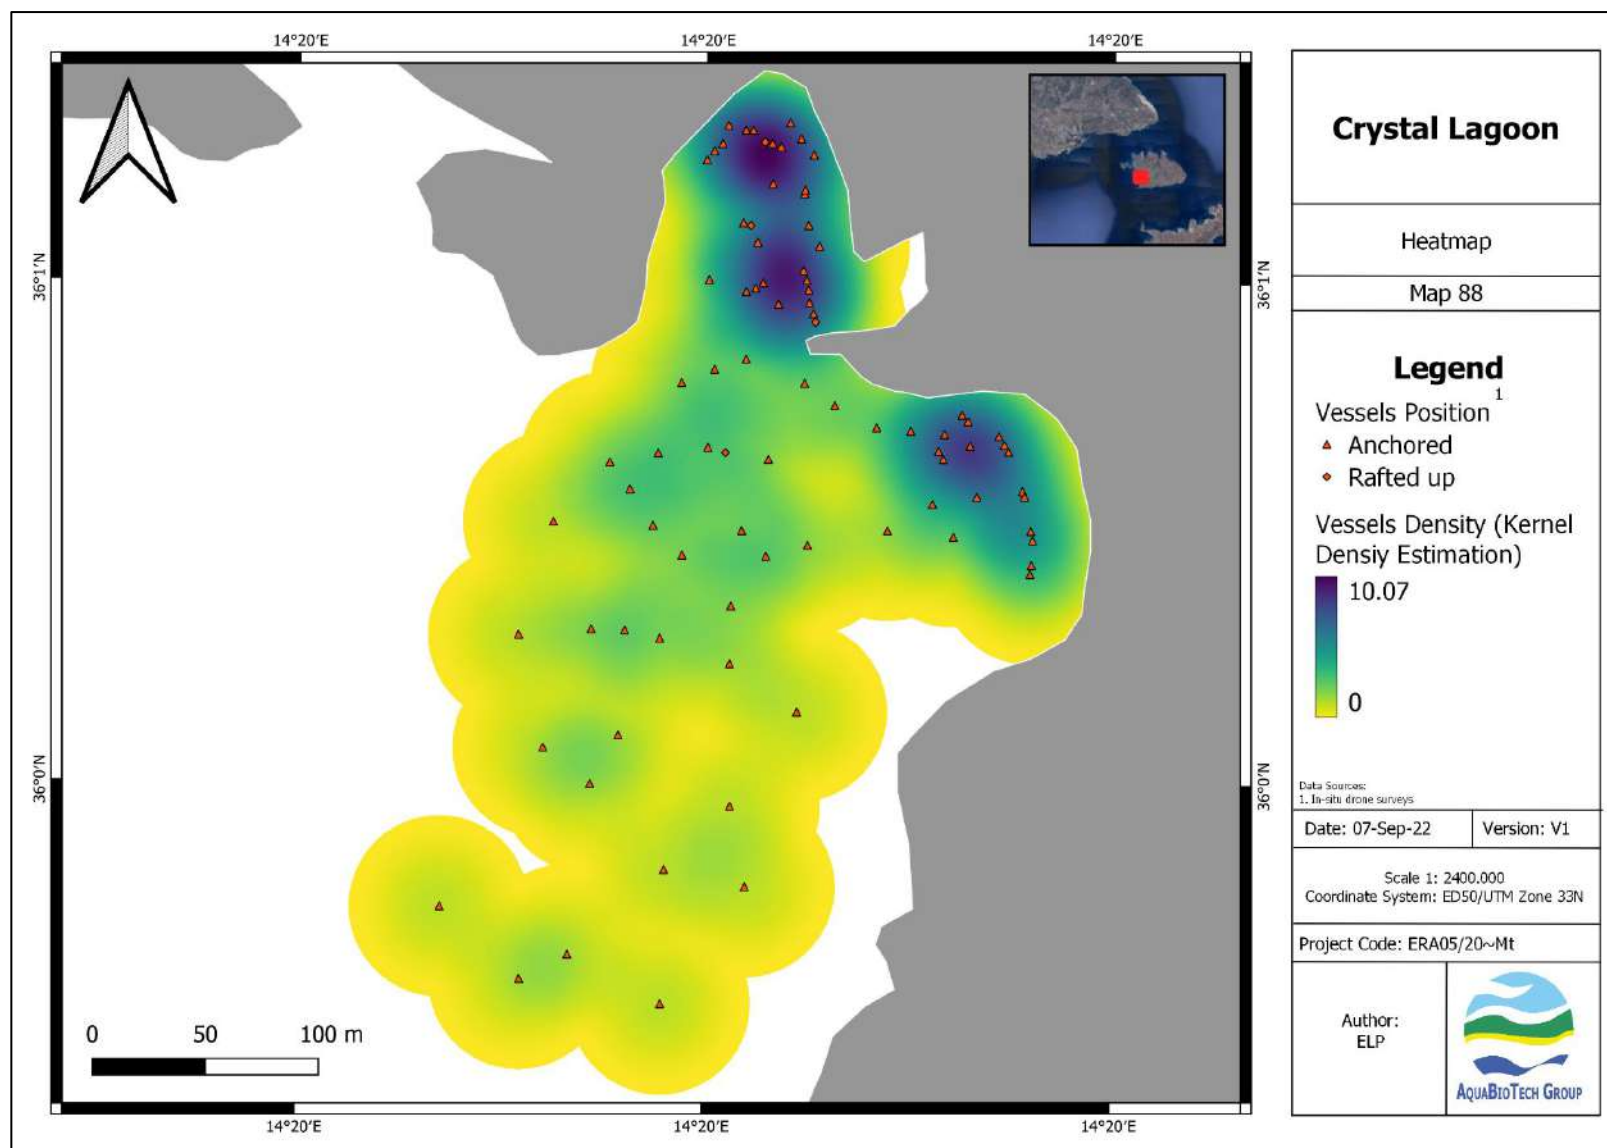 14°20′E
14°20′E
14°20′E
36°1′N
36°1′N
36°0′N
36°0′N
0 50 100 m
14°20′E
14°20′E
14°20′E
Crystal Lagoon
Heatmap
Map 88
Legend
Vessels Position 1
Anchored
Rafted up
Vessels Density (Kernel
Densiy Estimation)
10.07
0
Data Sources:
1. In-situ drone surveys
Date: 07-Sep-22 Version: V1
Scale 1: 2400.000
Coordinate System: ED50/UTM Zone 33N
Project Code: ERA05/20~Mt
Author:
ELP
AQUABIOTECH GROUP